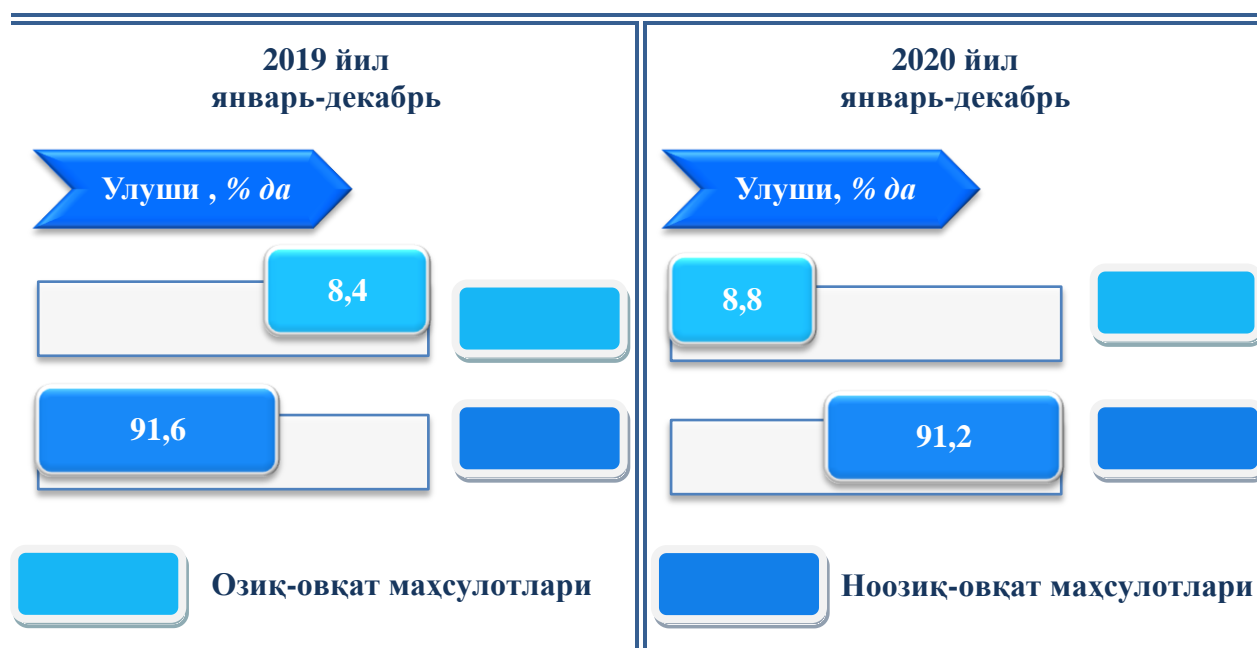 2019 йил
январь-декабрь
Улуши , % да
8,4
91,6
Озиқ-овқат маҳсулотлари
2020 йил
январь-декабрь
Улуши, % да
8,8
91,2
Ноозиқ-овқат маҳсулотлари